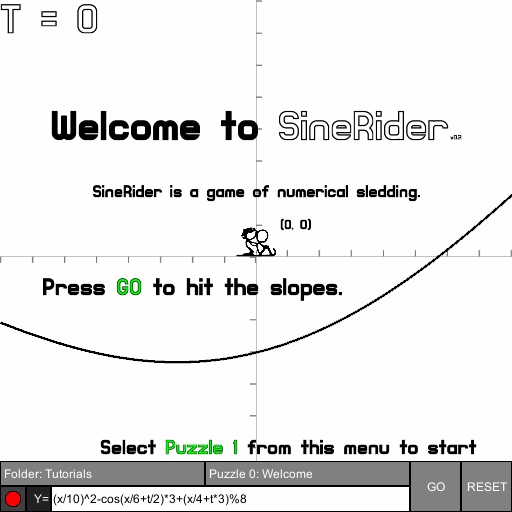 T = 0
Welcome to SineRider v0.2
SineRider is a game of numerical sledding.
(0, 0)
Press GO to hit the slopes.
Select Puzzle 1 from this menu to start
Folder: Tutorials Puzzle 0: Welcome
Y= (x/10)^2-cos(x/6+t/2)*3+(x/4+t*3)%8 GO RESET